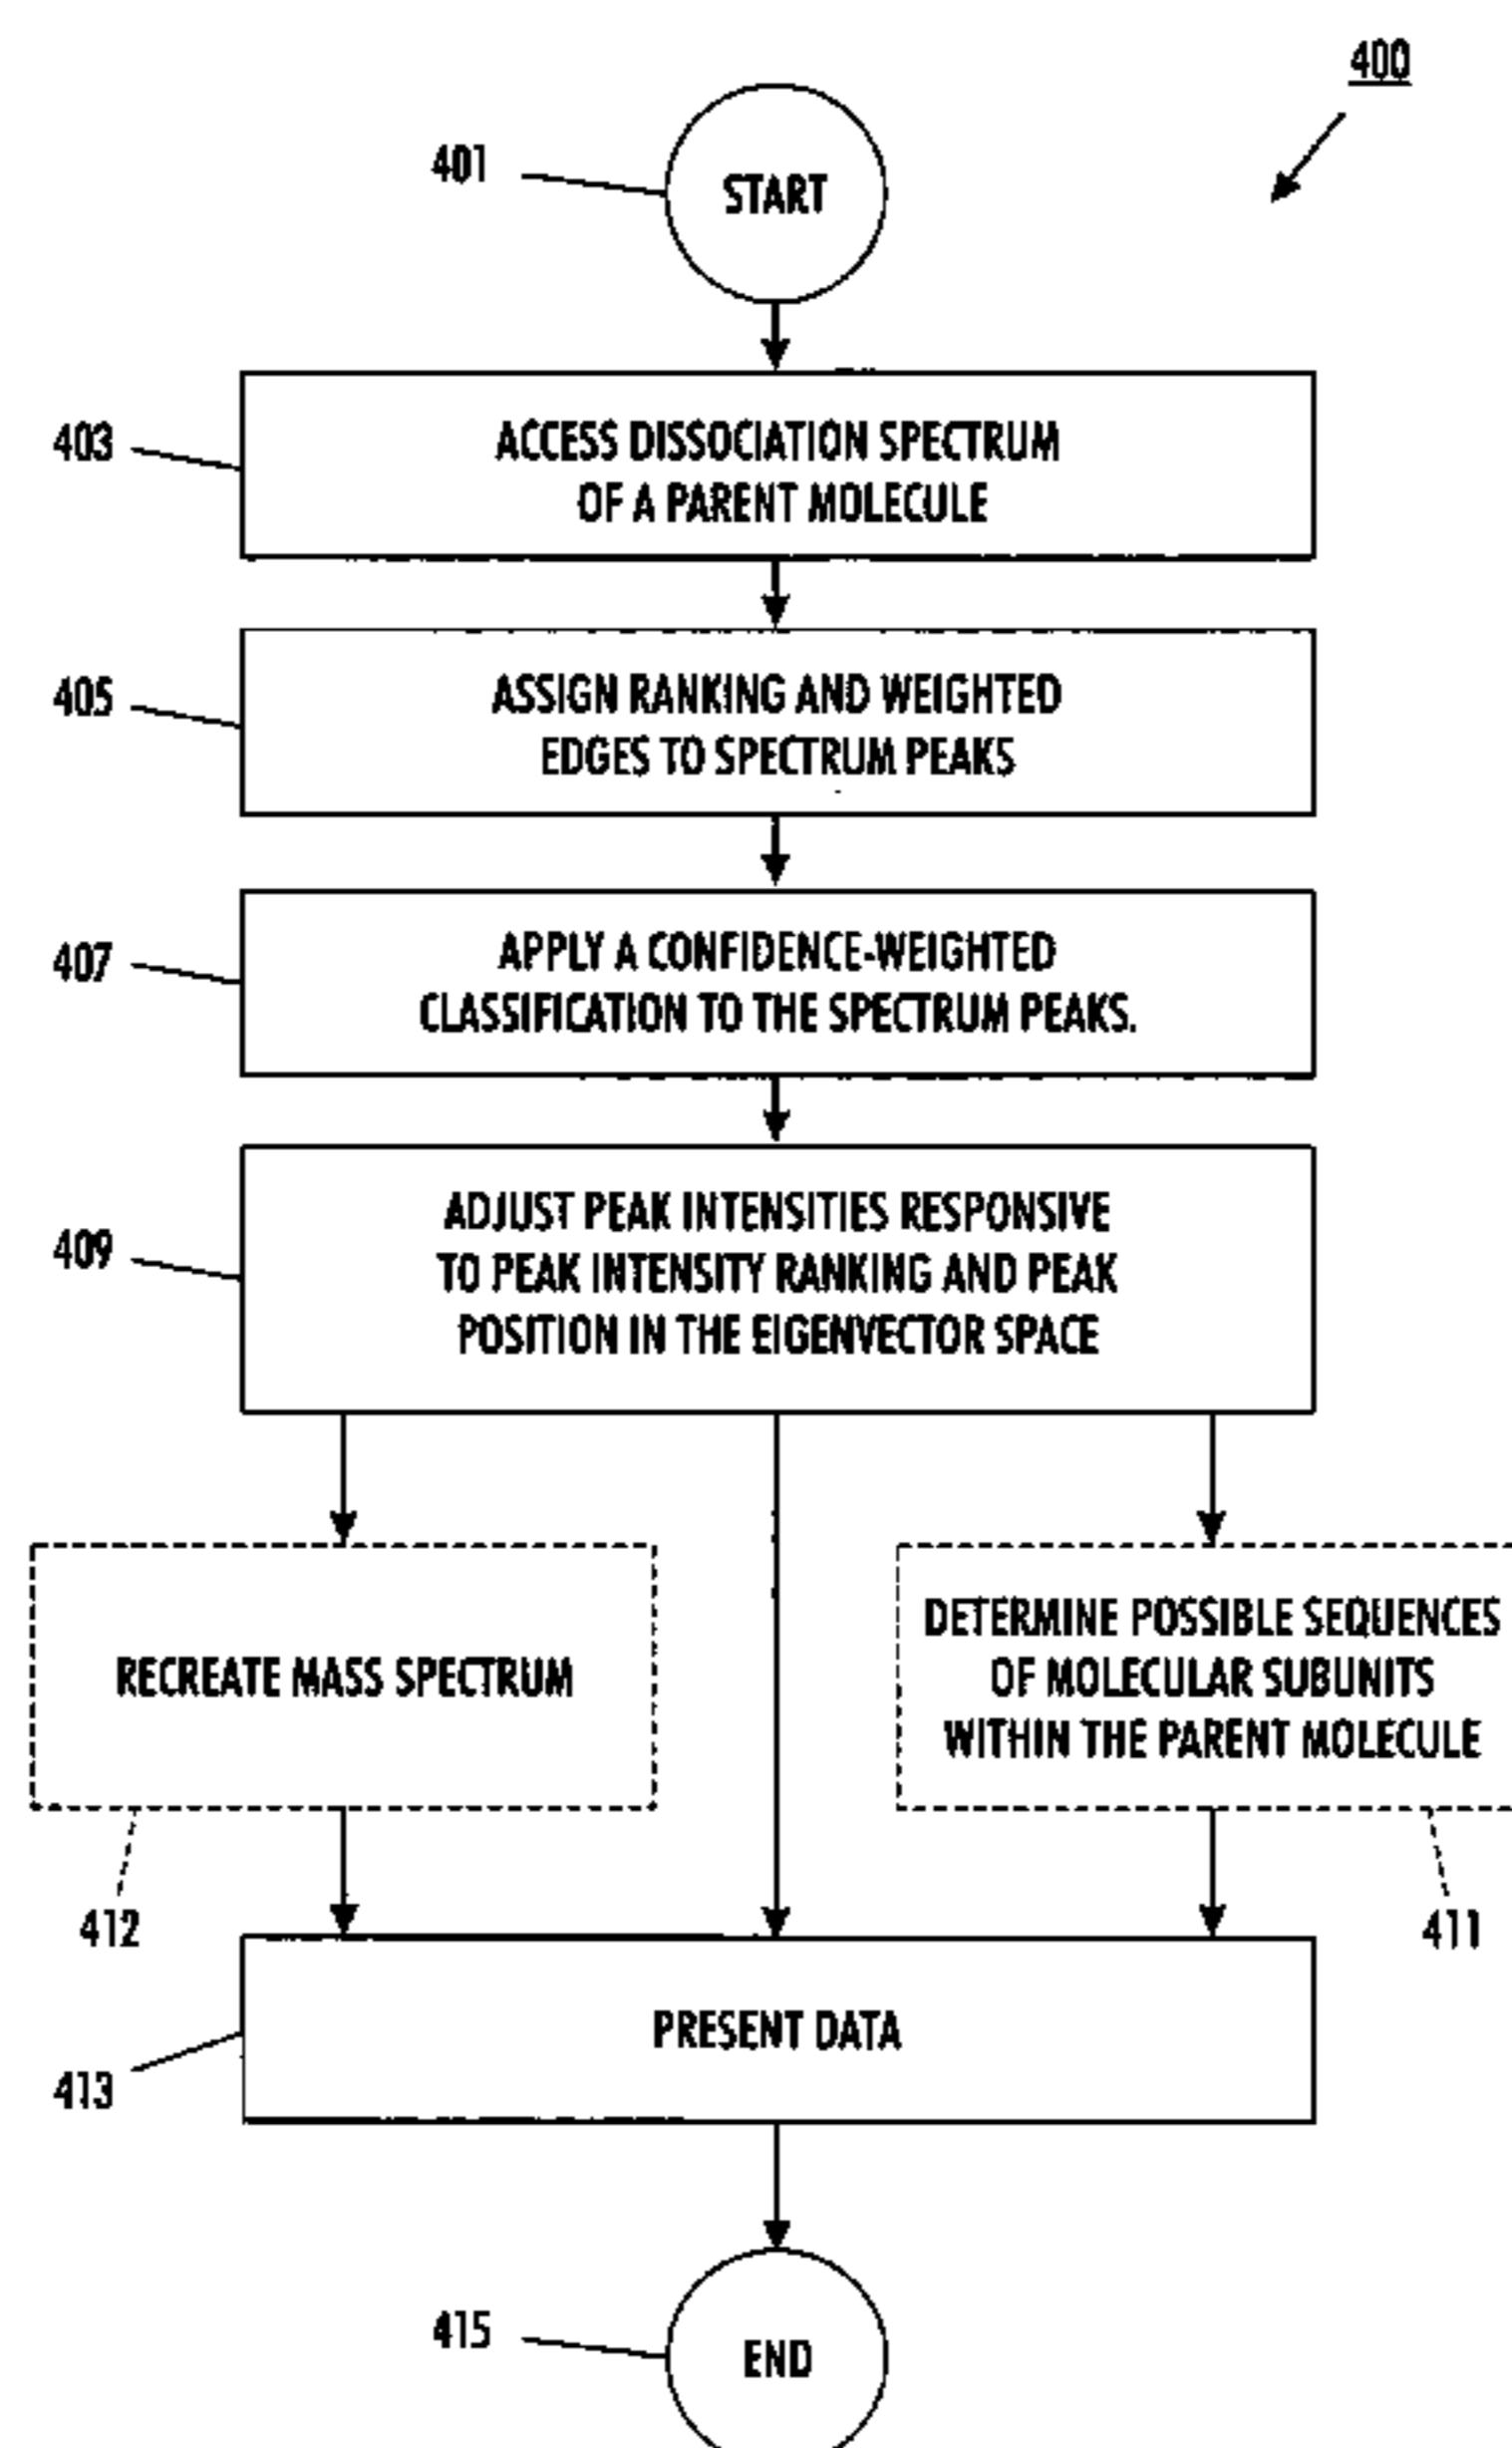 400
401
START
403
ACCESS DISSOCIATION SPECTRUM
OF A PARENT MOLECULE
405
ASSIGN RANKING AND WEIGHTED
EDGES TO SPECTRUM PEAKS
407
APPLY A CONFIDENCE-WEIGHTED
CLASSIFICATION TO THE SPECTRUM PEAKS.
409
ADJUST PEAK INTENSITIES RESPONSIVE
TO PEAK INTENSITY RANKING AND PEAK
POSITION IN THE EIGENVECTOR SPACE
RECREATE MASS SPECTRUM
412
DETERMINE POSSIBLE SEQUENCES
OF MOLECULAR SUBUNITS
WITHIN THE PARENT MOLECULE
411
PRESENT DATA
413
415
END